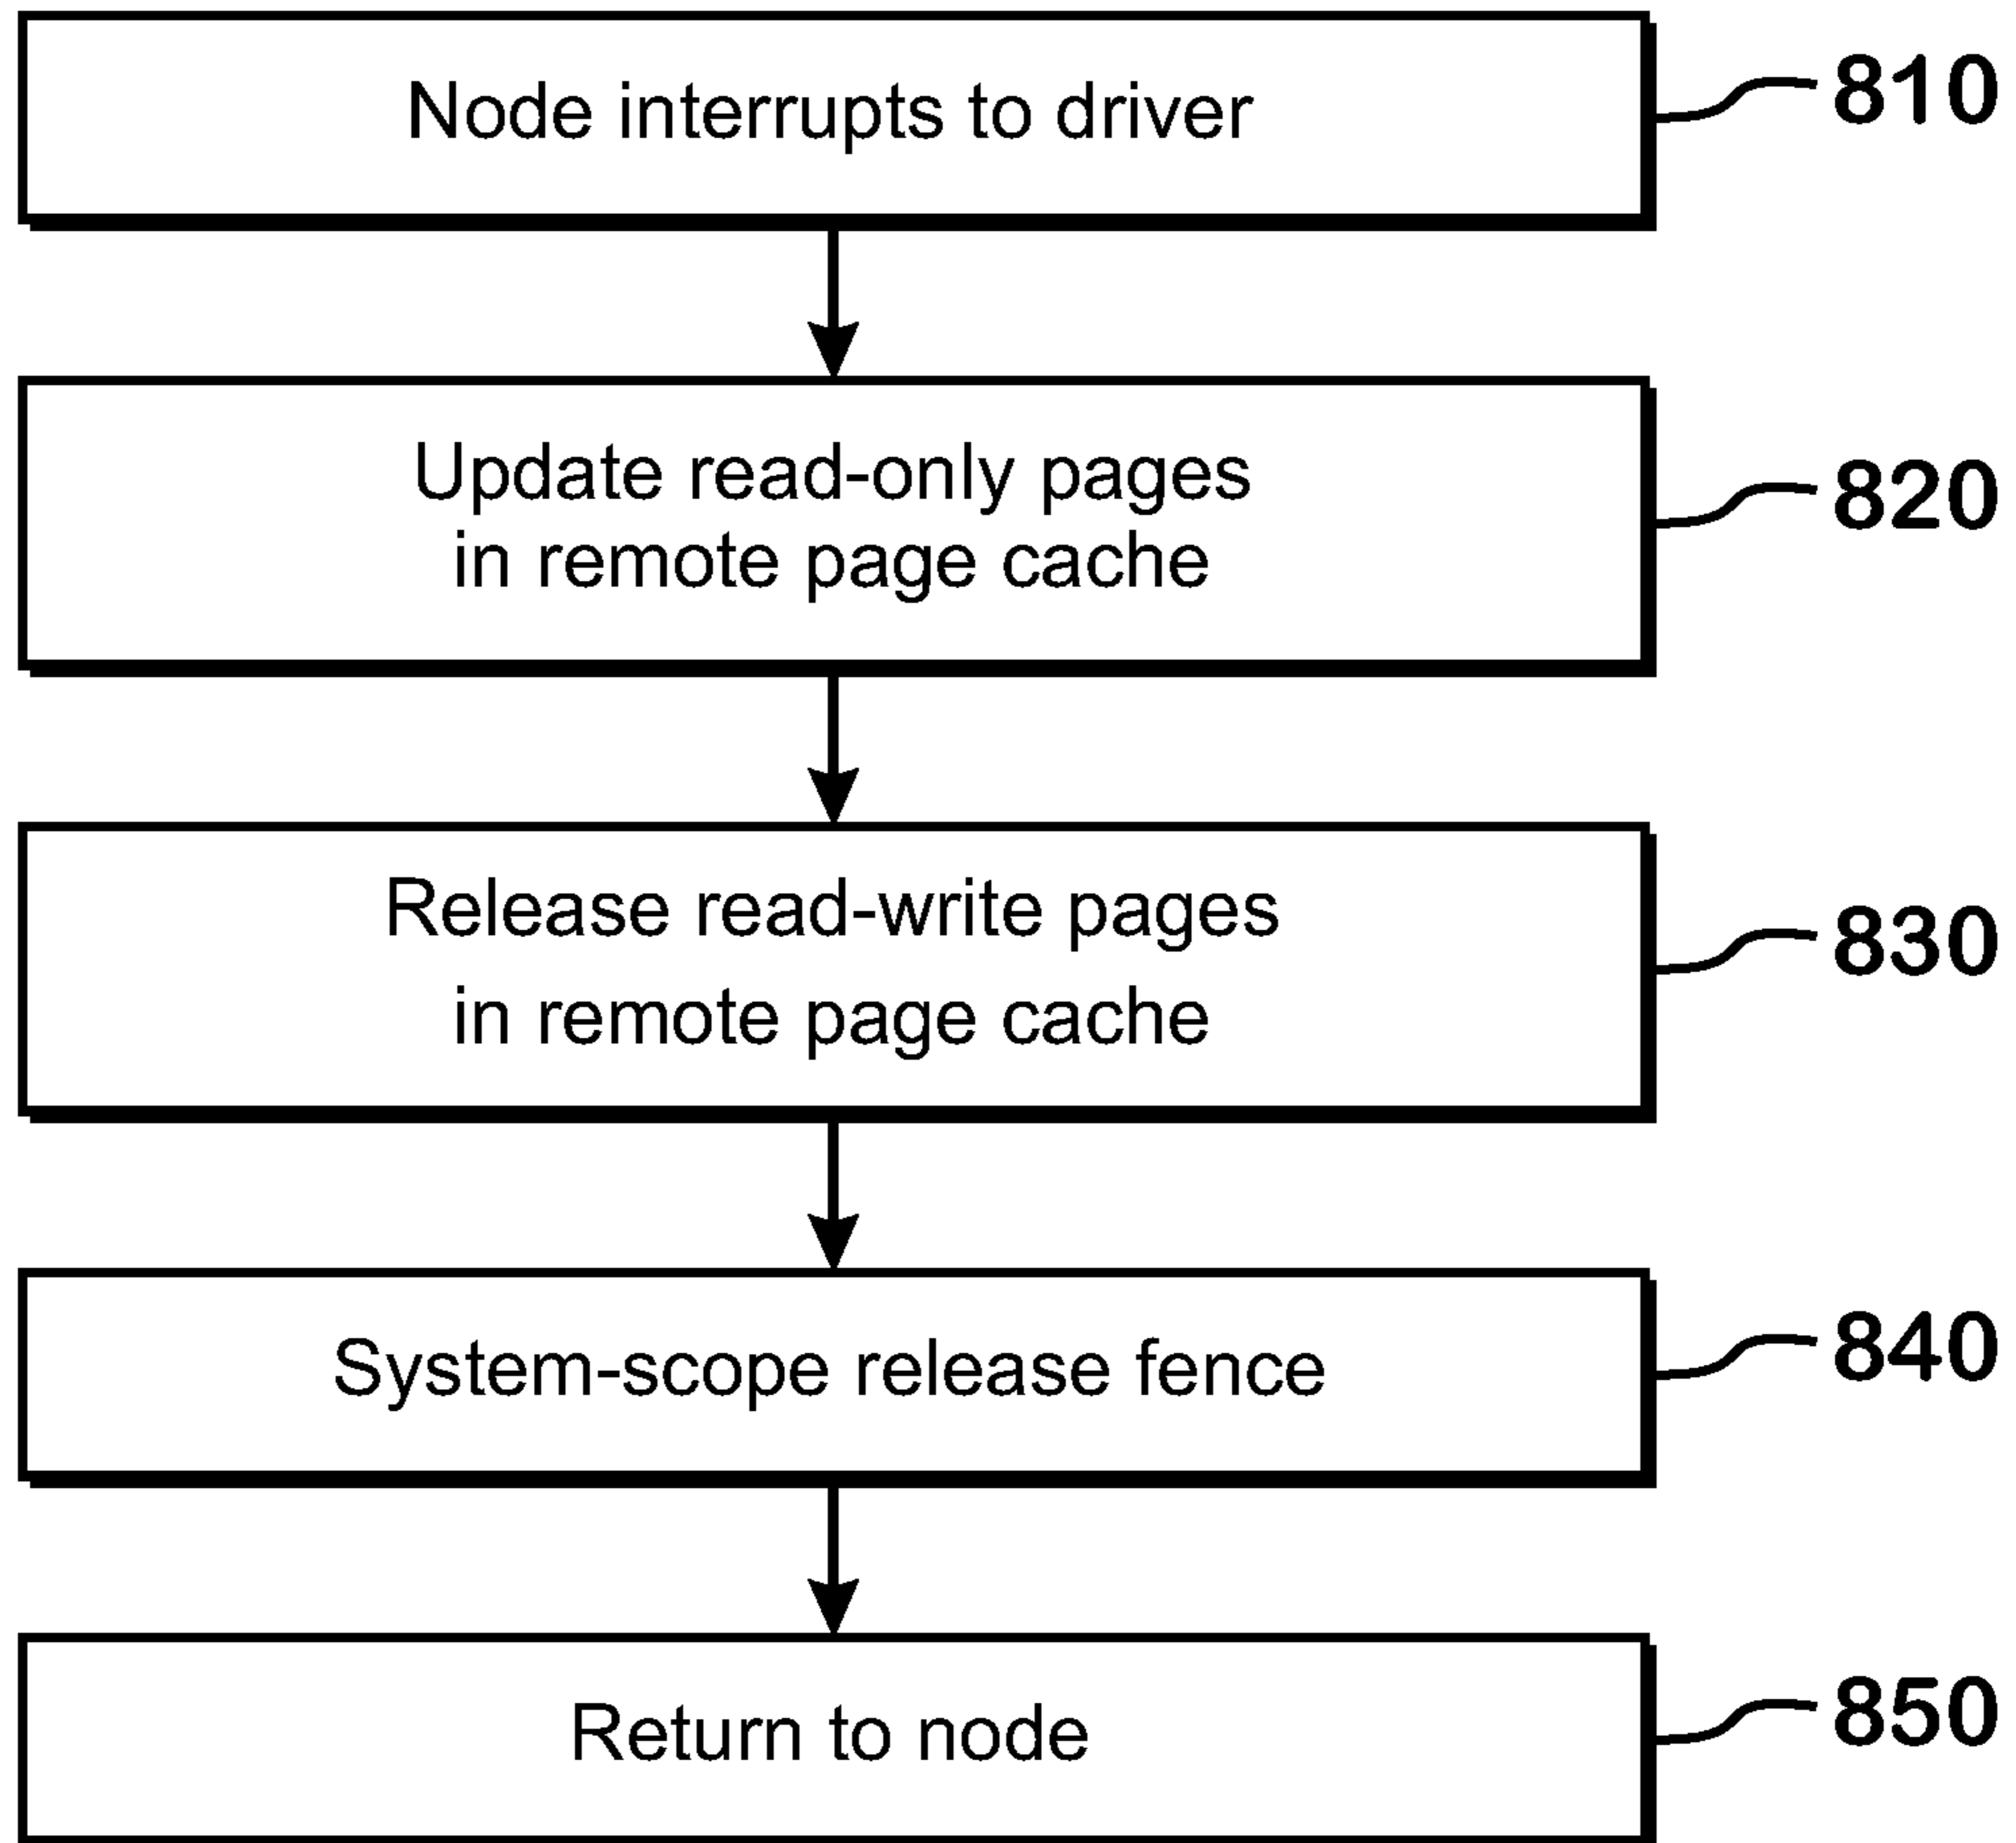 Node interrupts to driver
810
Update read-only pages
in remote page cache
820
Release read-write pages
in remote page cache
830
System-scope release fence
840
Return to node
850